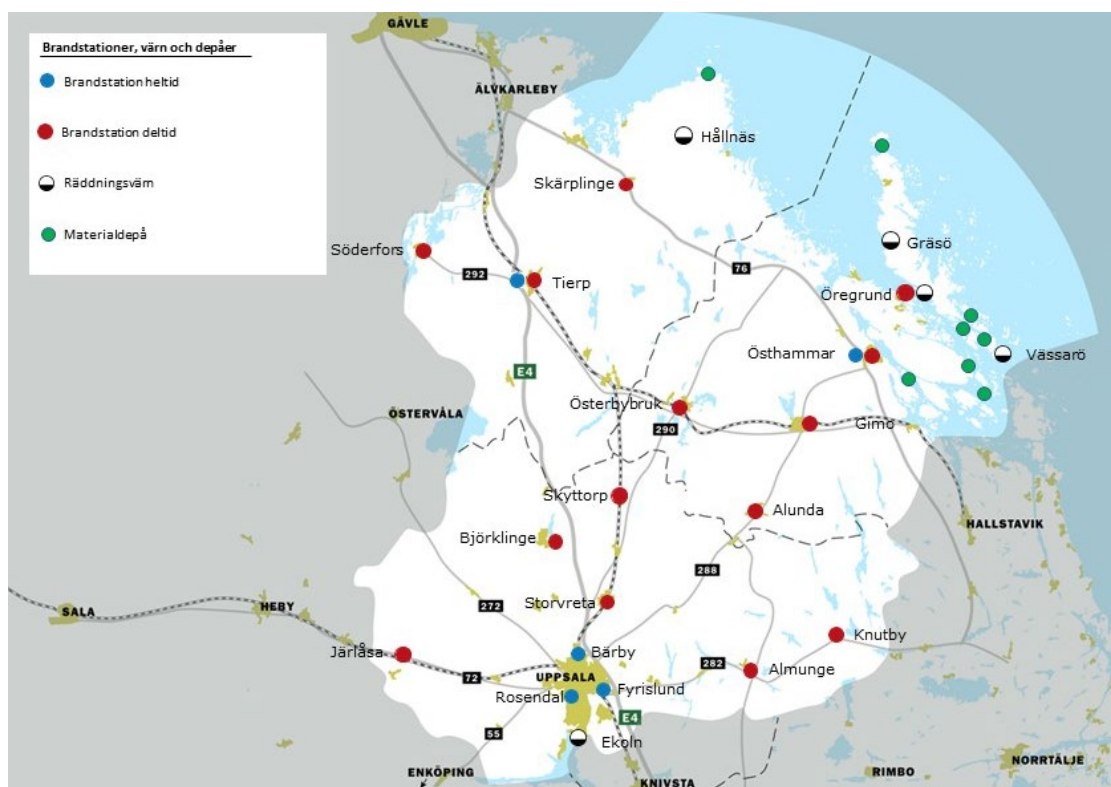 GÄVLE
Brandstationer, värn och depåer
Brandstation heltid
Brandstation deltid
Räddningsvärn
Materialdepå
ÄLVKARLEBY
Hållnäs
Skärplinge
Gräsö
Söderfors
292
Tierp
76
Öregrund
Östhammar
Vässarö
E4
Österbybruk
ÖSTERVÅLA
290
Gimo
Skyttorp
Alunda
HALLSTAVIK
Björklinge
288
Storvreta
272
SALA
HEBY
Knutby
Järlåsa
Bärby
282
Almunge
72
UPPSALA
Fyrislund
Rosendal
E4
55
Ekoln
ENKÖPING
KNIVSTA
RIMBO
NORRTÄLJE